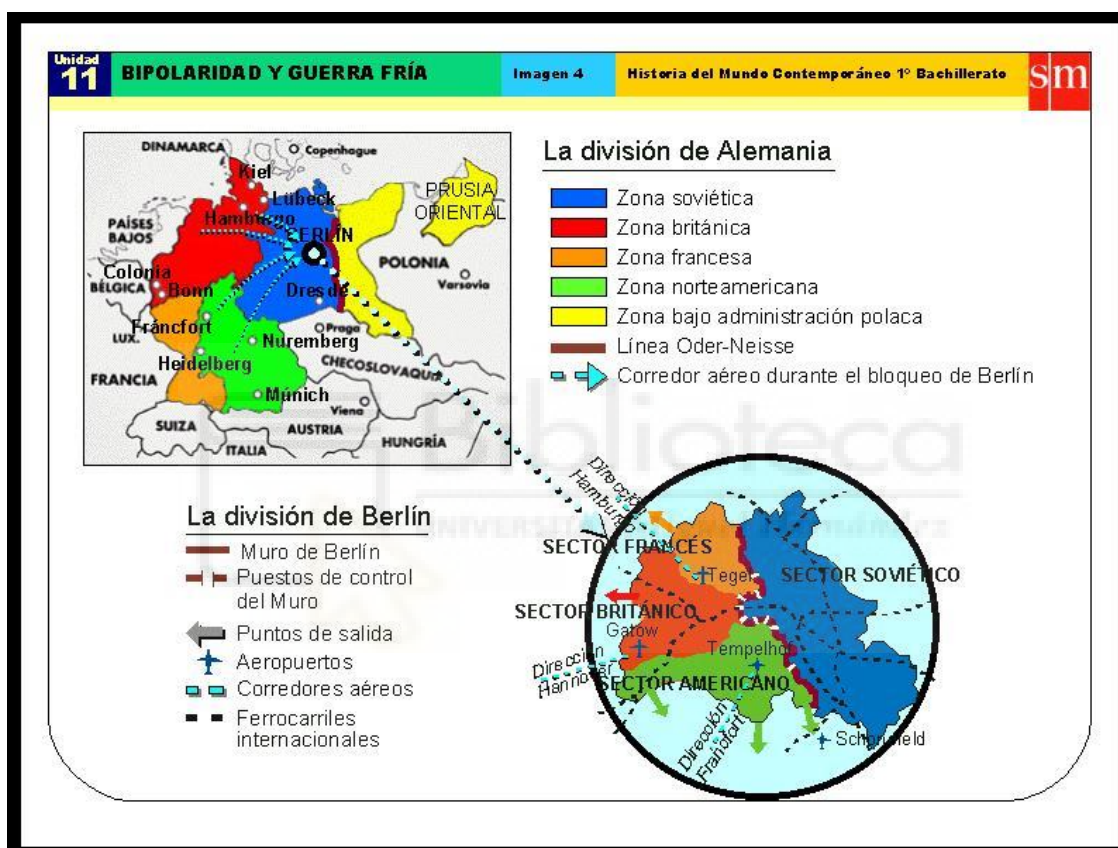 Unidad
11
BIPOLARIDAD Y GUERRA FRÍA
Imagen 4
Historia del Mundo Contemporáneo 1º Bachillerato
sm
DINAMARCA
Copenhague
Kiel
Lübeck
Hamburgo
PRUSIA
ORIENTAL
PAÍSES
BAJOS
BERLÍN
POLONIA
Varsovia
Colonia
BÉLGICA
Bonn
Dresde
Fráncfort
LUX.
Praga
Nuremberg
CHECOSLOVAQUIA
Heidelberg
FRANCIA
Múnich
Viena
SUIZA
AUSTRIA
HUNGRÍA
ITALIA
La división de Alemania
Zona soviética
Zona británica
Zona francesa
Zona norteamericana
Zona bajo administración polaca
Línea Oder-Neisse
Corredor aéreo durante el bloqueo de Berlín
Biblioteca
La división de Berlín
Muro de Berlín
Puestos de control
del Muro
Puntos de salida
Aeropuertos
Corredores aéreos
Ferrocarriles
internacionales
Dirección
Hamburgo
SECTOR FRANCÉS
Tegel
SECTOR SOVIÉTICO
SECTOR BRITÁNICO
Gatow
Tempelhof
Dirección
Hannover
SECTOR AMERICANO
Dirección
Francfort